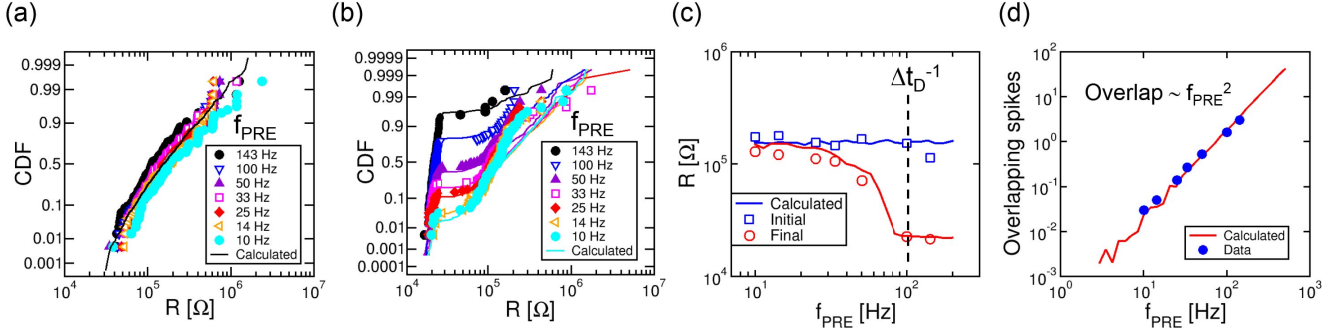 (a)
CDF
0.999
0.99
0.9
0.5
0.1
0.01
0.001
f_PRE
143 Hz
100 Hz
50 Hz
33 Hz
25 Hz
14 Hz
10 Hz
Calculated
10^4 10^5 10^6 10^7
R [Ω]
(b)
CDF
0.9999
0.999
0.99
0.9
0.5
0.1
0.01
0.001
0.0001
f_PRE
143 Hz
100 Hz
50 Hz
33 Hz
25 Hz
14 Hz
10 Hz
Calculated
10^4 10^5 10^6 10^7
R [Ω]
(c)
R [Ω]
10^6
10^5
10^4
Δt_D^-1
Calculated
Initial
Final
10^1 10^2
f_PRE [Hz]
(d)
Overlapping spikes
10^2
10^1
10^0
10^-1
10^-2
10^-3
Overlap ~ f_PRE^2
Calculated
Data
10^0 10^1 10^2 10^3
f_PRE [Hz]